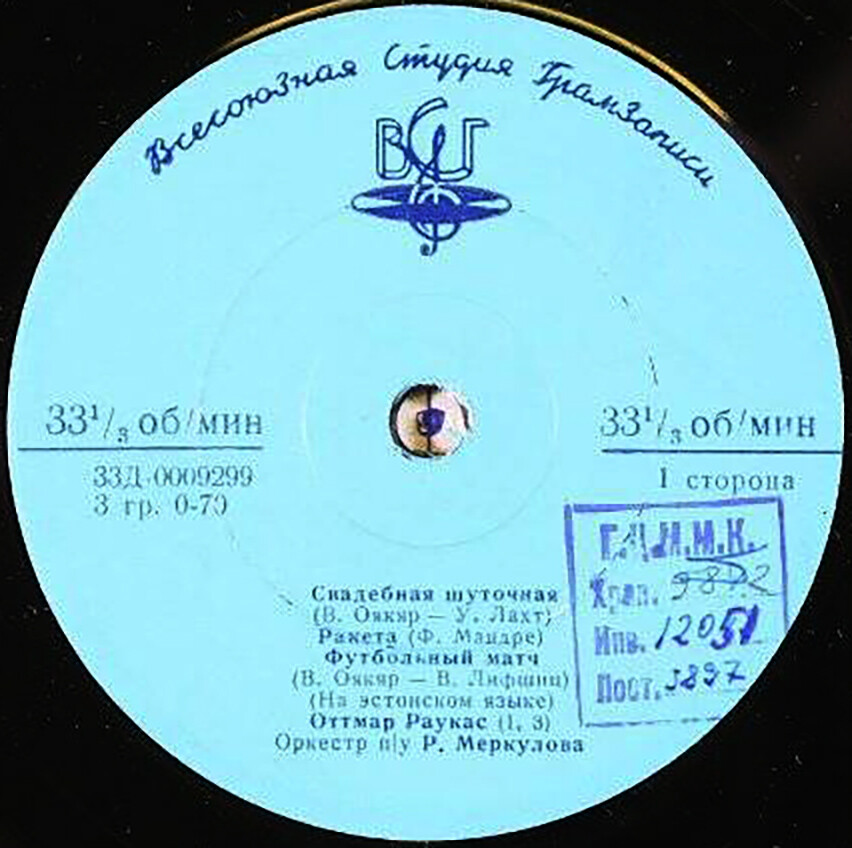 Всесоюзная Студия Грамзаписи
ВСГ
33¹/₃ об/мин
33¹/₃ об/мин
33Д-0009299
3 гр. 0-70
1 сторона
Г.Ц.М.М.К.
Хран.
Инв. 12051
Пост. 3897
Свадебная шуточная
(В. Оякяр — У. Лахт)
Ракета (Ф. Мандре)
Футбольный матч
(В. Оякяр — В. Лифшиц)
(На эстонском языке)
Оттмар Раукас (1, 3)
Оркестр п/у Р. Меркулова